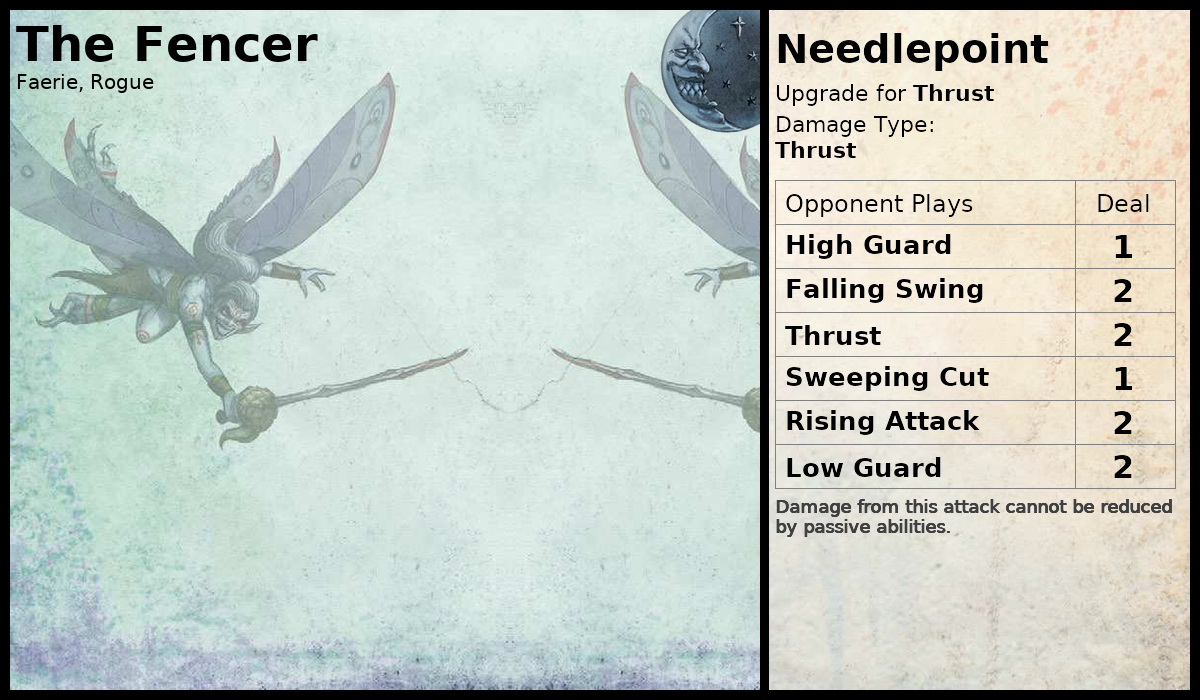 The Fencer
Faerie, Rogue
Needlepoint
Upgrade for Thrust
Damage Type:
Thrust
Opponent Plays Deal
High Guard 1
Falling Swing 2
Thrust 2
Sweeping Cut 1
Rising Attack 2
Low Guard 2
Damage from this attack cannot be reduced
by passive abilities.